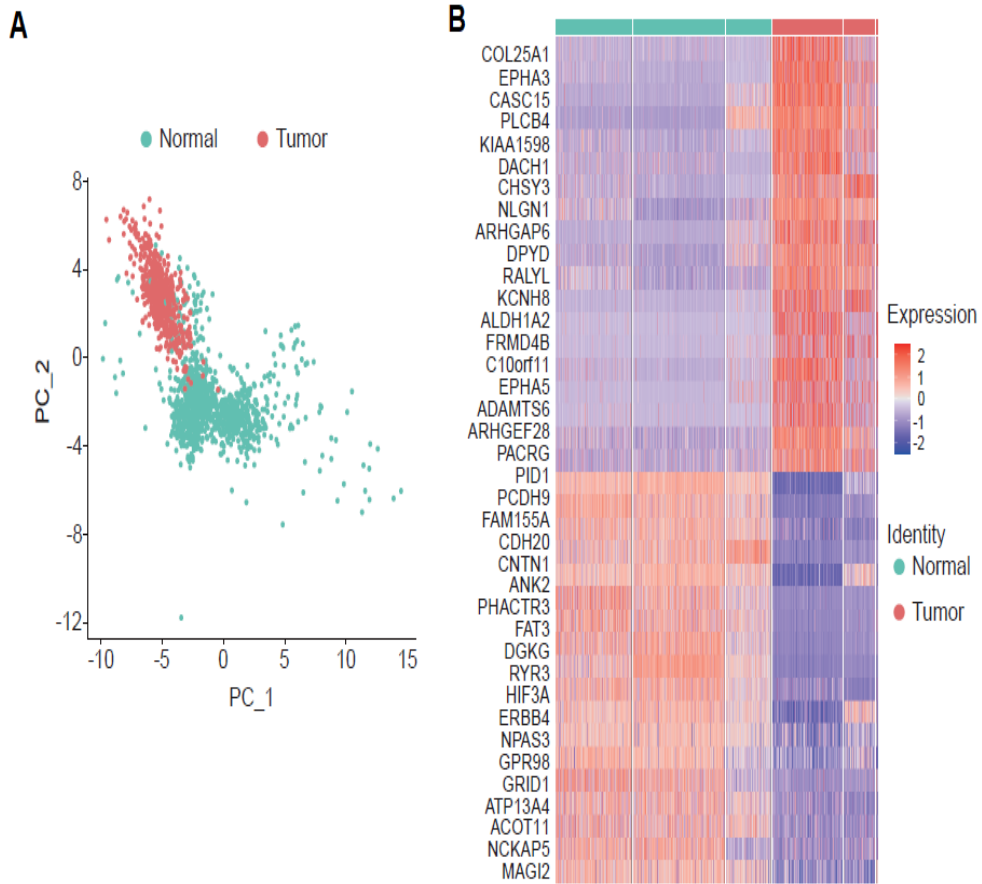 A
Normal
Tumor
8
4
0
-4
-8
-12
-10
-5
0
5
10
15
PC_1
PC_2
B
COL25A1
EPHA3
CASC15
PLCB4
KIAA1598
DACH1
CHSY3
NLGN1
ARHGAP6
DPYD
RALYL
KCNH8
ALDH1A2
FRMD4B
C10orf11
EPHA5
ADAMTS6
ARHGEF28
PACRG
PID1
PCDH9
FAM155A
CDH20
CNTN1
ANK2
PHACTR3
FAT3
DGKG
RYR3
HIF3A
ERBB4
NPAS3
GPR98
GRID1
ATP13A4
ACOT11
NCKAP5
MAGI2
Expression
2
1
0
-1
-2
Identity
Normal
Tumor